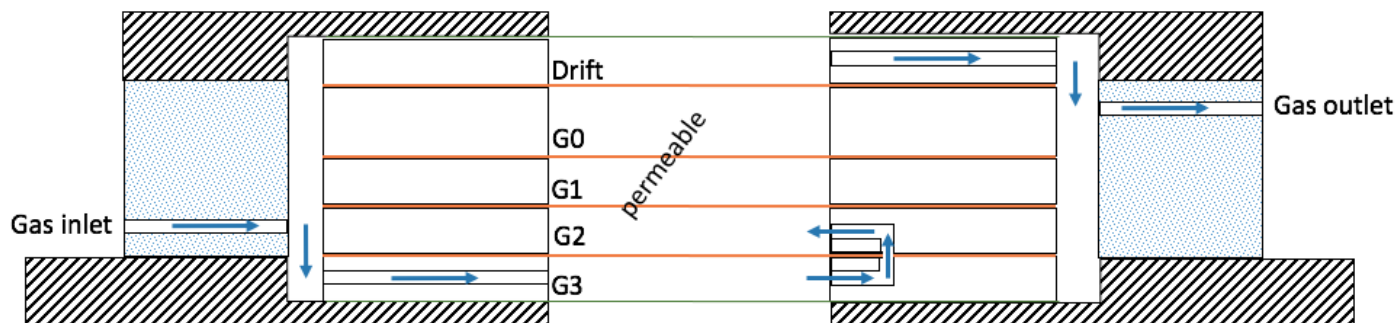 Drift
G0
permeable
G1
G2
G3
Gas inlet
Gas outlet